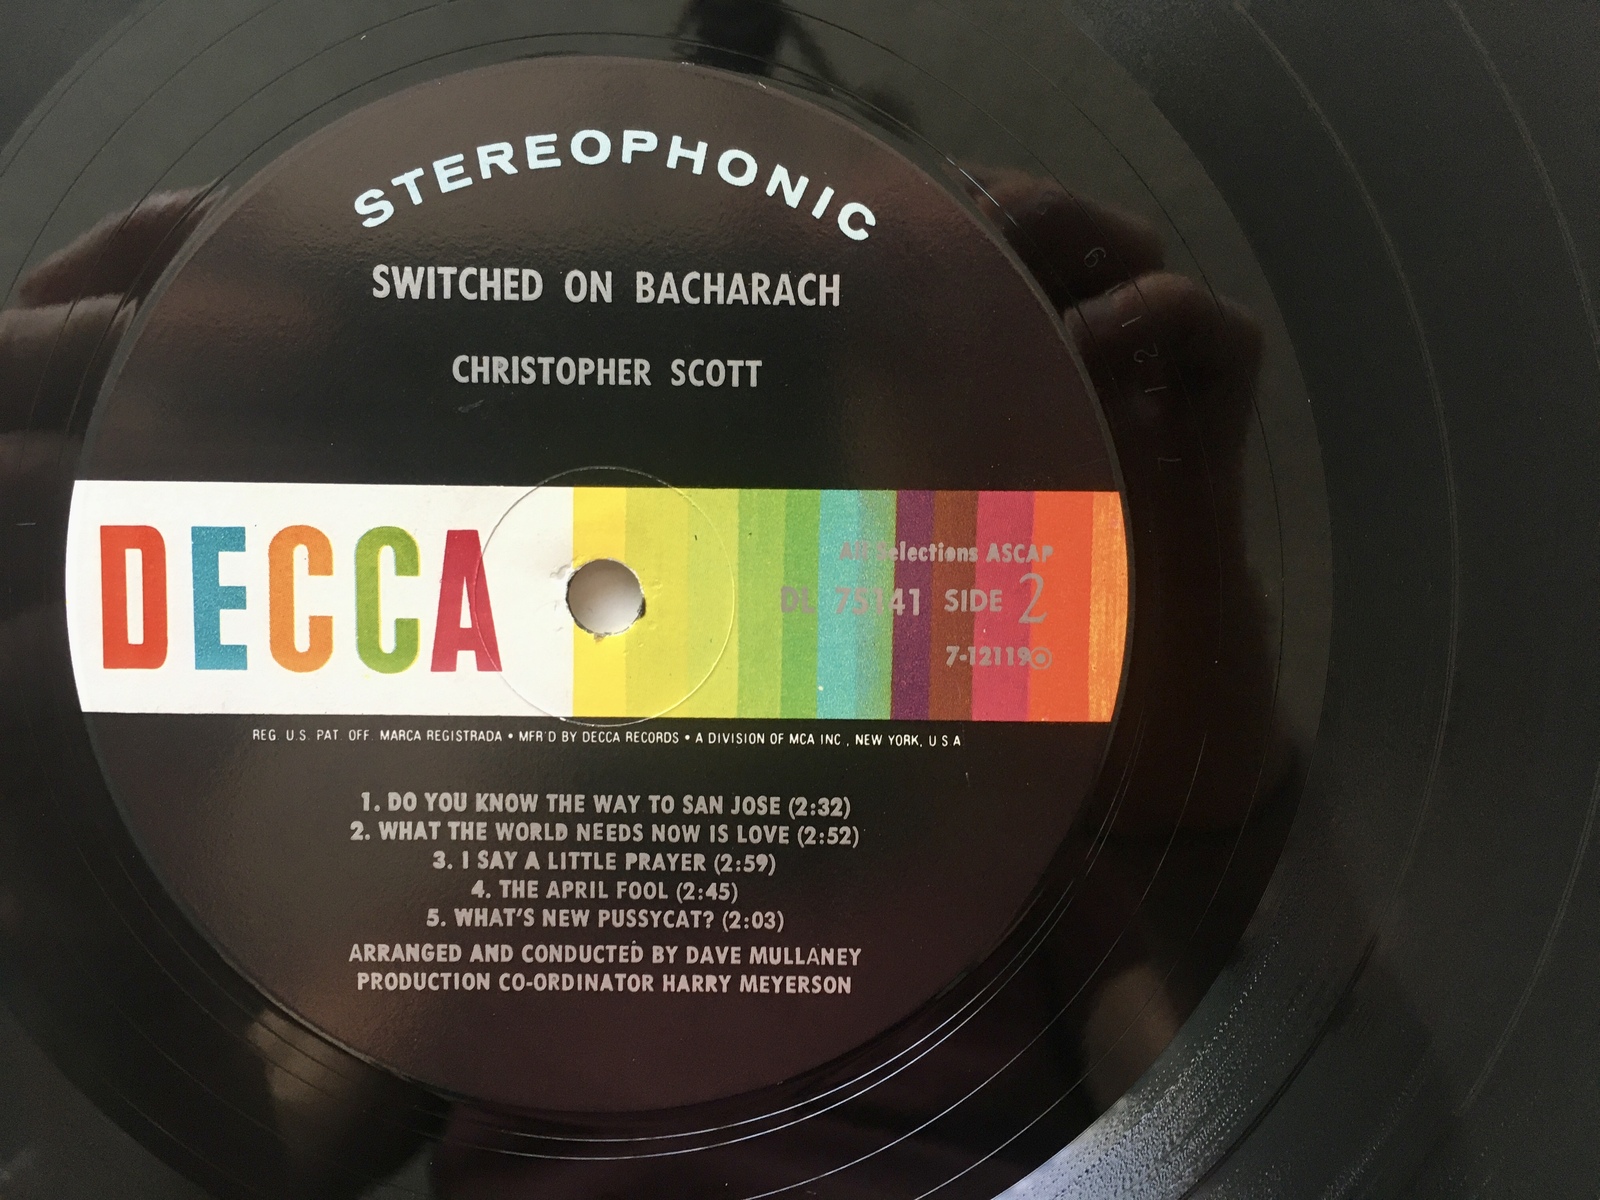 STEREOPHONIC
SWITCHED ON BACHARACH
CHRISTOPHER SCOTT
DECCA
All Selections ASCAP
DL 75141 SIDE 2
7-12119
REG. U.S. PAT. OFF. MARCA REGISTRADA • MFR'D BY DECCA RECORDS • A DIVISION OF MCA INC., NEW YORK, U S A
1. DO YOU KNOW THE WAY TO SAN JOSE (2:32)
2. WHAT THE WORLD NEEDS NOW IS LOVE (2:52)
3. I SAY A LITTLE PRAYER (2:59)
4. THE APRIL FOOL (2:45)
5. WHAT'S NEW PUSSYCAT? (2:03)
ARRANGED AND CONDUCTED BY DAVE MULLANEY
PRODUCTION CO-ORDINATOR HARRY MEYERSON